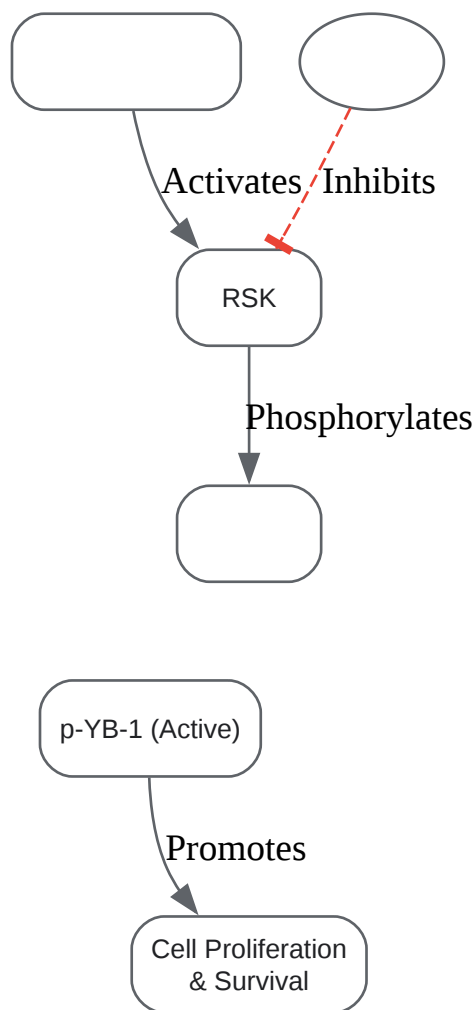 Activates
Inhibits
RSK
Phosphorylates
p-YB-1 (Active)
Promotes
Cell Proliferation
& Survival